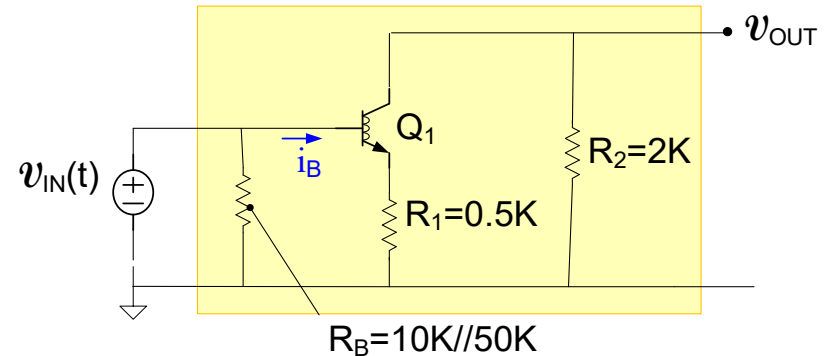 𝒗OUT
Q₁
iB
R₂=2K
𝒗IN(t)
R₁=0.5K
RB=10K//50K